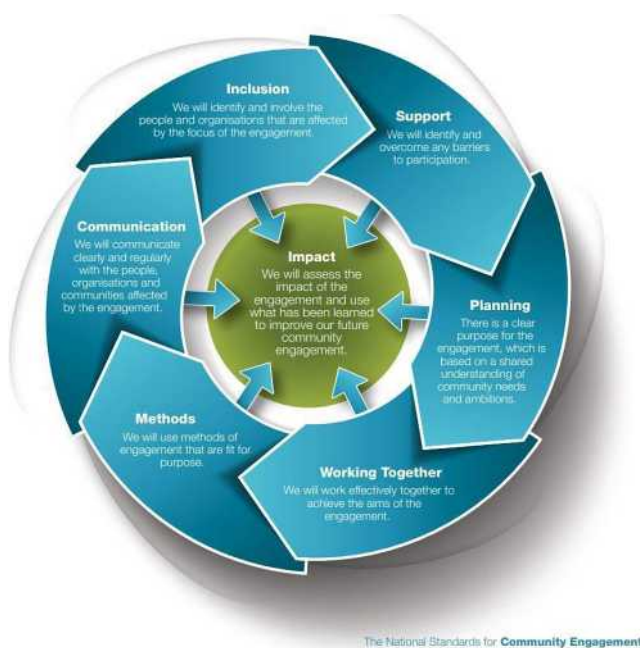 Inclusion
We will identify and involve the
people and organisations that are affected
by the focus of the engagement.
Support
We will identify and
overcome any barriers
to participation.
Planning
There is a clear
purpose for the
engagement, which is
based on a shared
understanding of
community needs
and ambitions.
Working Together
We will work effectively together to
achieve the aims of the
engagement.
Methods
We will use methods of
engagement that are fit for
purpose.
Communication
We will communicate
clearly and regularly
with the people,
organisations and
communities affected
by the engagement.
Impact
We will assess the
impact of the
engagement and use
what has been learned
to improve our future
community
engagement.
The National Standards for Community Engagement